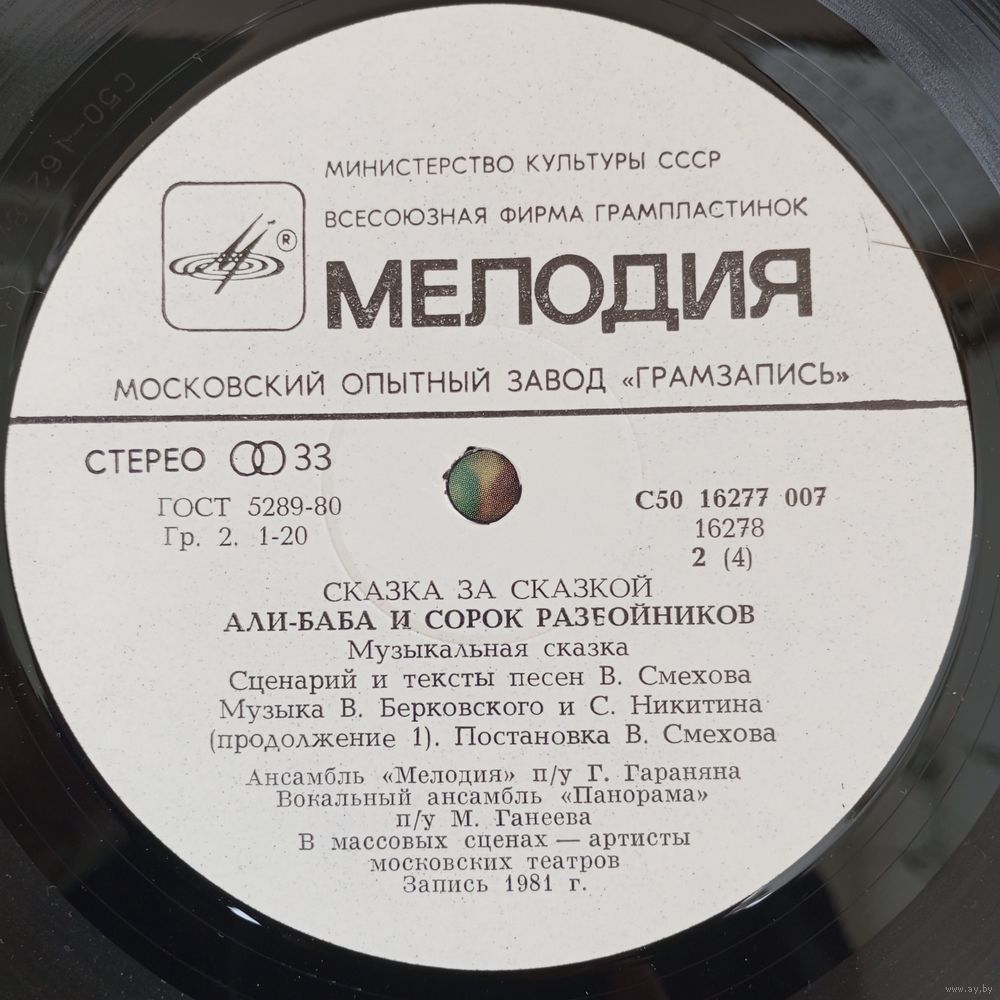 МИНИСТЕРСТВО КУЛЬТУРЫ СССР
ВСЕСОЮЗНАЯ ФИРМА ГРАМПЛАСТИНОК
®
МЕЛОДИЯ
МОСКОВСКИЙ ОПЫТНЫЙ ЗАВОД «ГРАМЗАПИСЬ»
СТЕРЕО 33
ГОСТ 5289-80
Гр. 2. 1-20
С50 16277 007
16278
2 (4)
СКАЗКА ЗА СКАЗКОЙ
АЛИ-БАБА И СОРОК РАЗБОЙНИКОВ
Музыкальная сказка
Сценарий и тексты песен В. Смехова
Музыка В. Берковского и С. Никитина
(продолжение 1). Постановка В. Смехова
Ансамбль «Мелодия» п/у Г. Гараняна
Вокальный ансамбль «Панорама»
п/у М. Ганеева
В массовых сценах — артисты
московских театров
Запись 1981 г.
www.ay.by